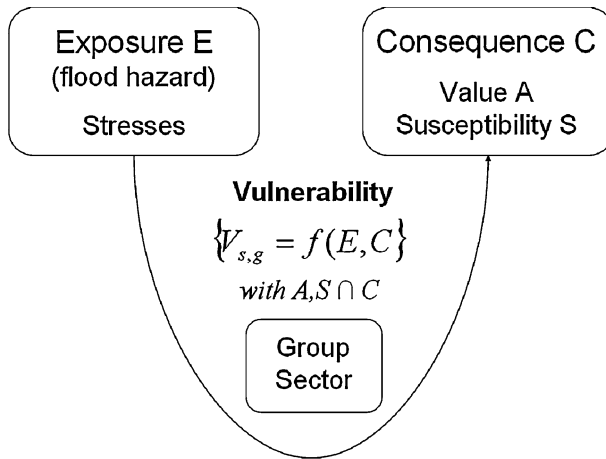 Exposure E
(flood hazard)
Stresses
Consequence C
Value A
Susceptibility S
Vulnerability
{V_{s,g} = f(E,C}
with A,S ∩ C
Group
Sector